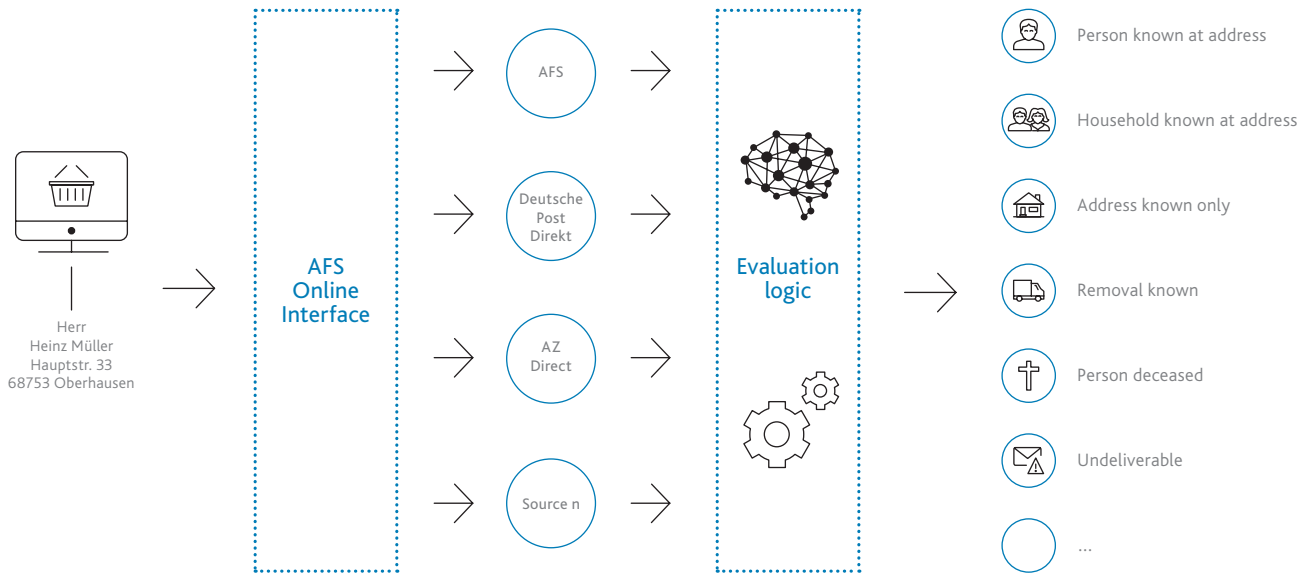 Herr
Heinz Müller
Hauptstr. 33
68753 Oberhausen
AFS
Online
Interface
AFS
Deutsche
Post
Direkt
AZ
Direct
Source n
Evaluation
logic
Person known at address
Household known at address
Address known only
Removal known
Person deceased
Undeliverable
...